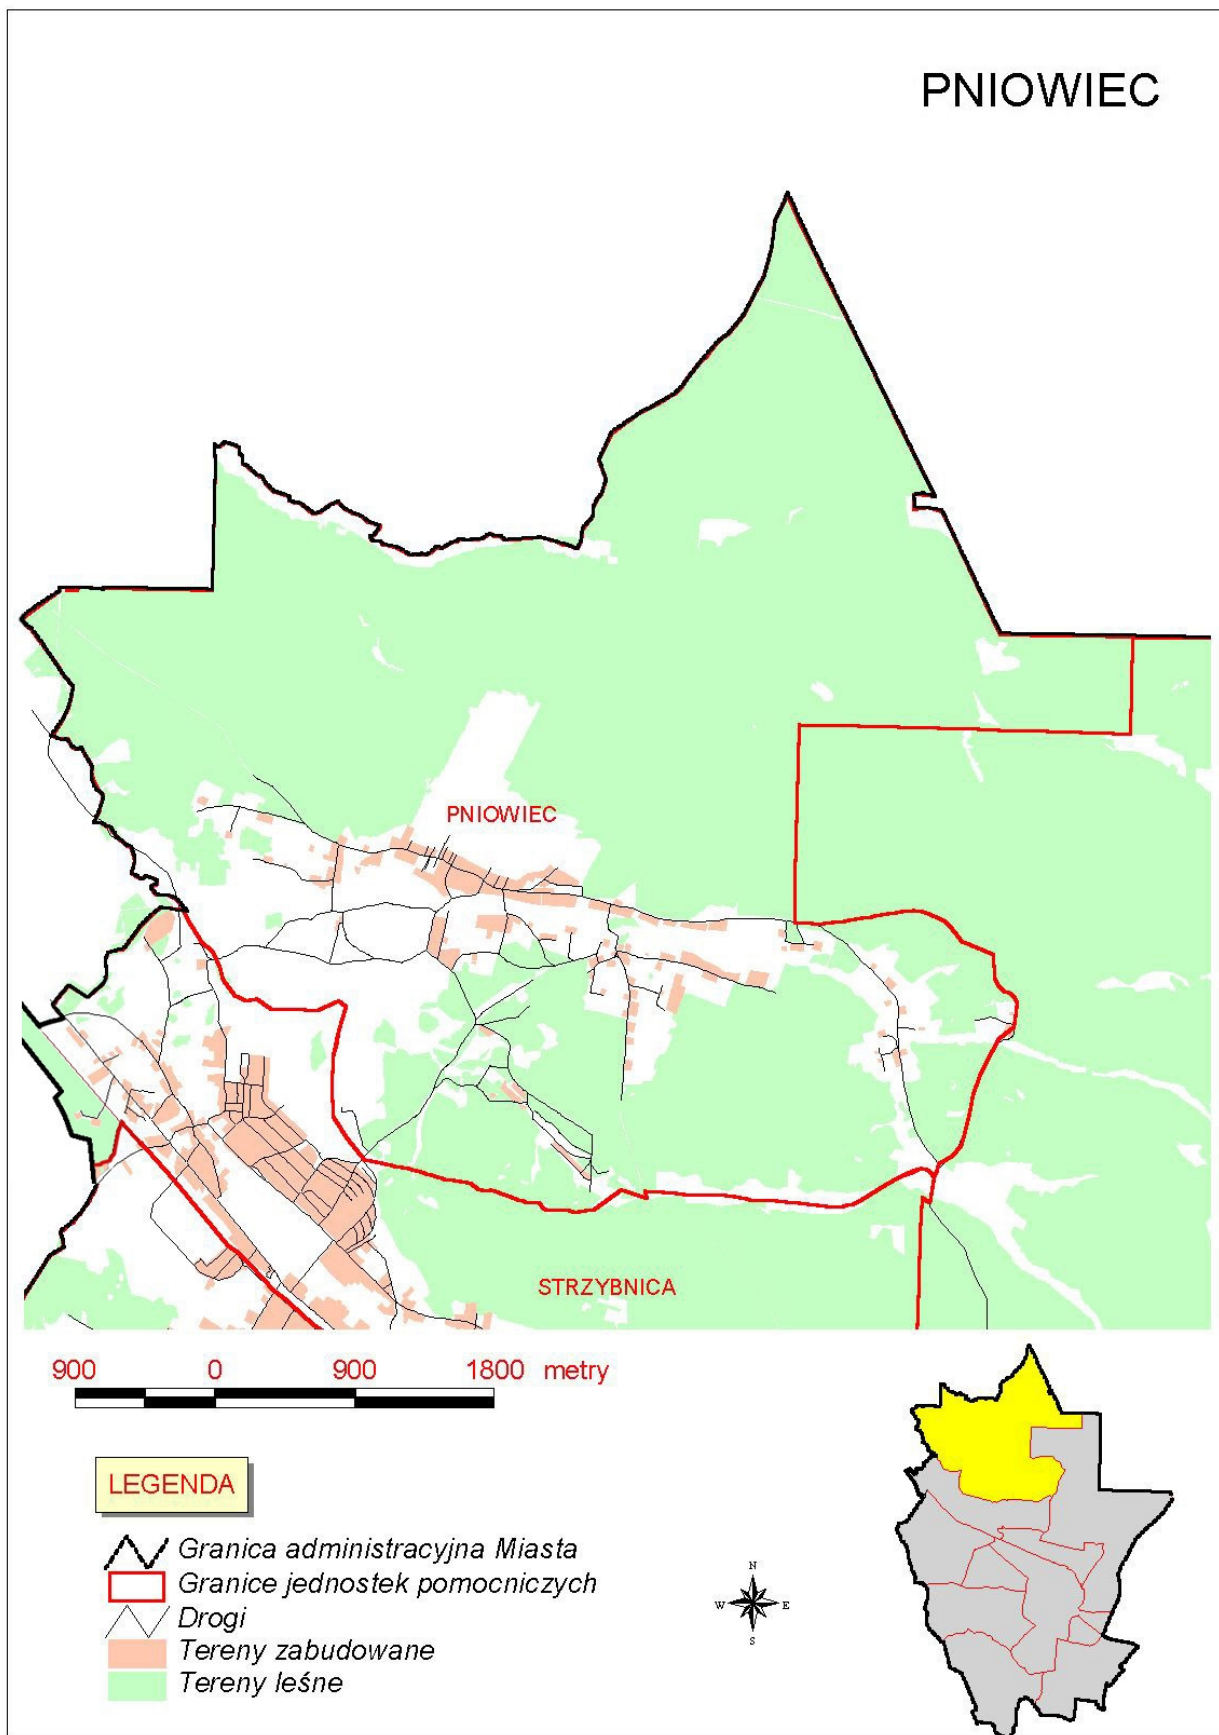 PNIOWIEC
PNIOWIEC
STRZYBNICA
900 0 900 1800 metry
LEGENDA
Granica administracyjna Miasta
Granice jednostek pomocniczych
Drogi
Tereny zabudowane
Tereny leśne
N
W E
S